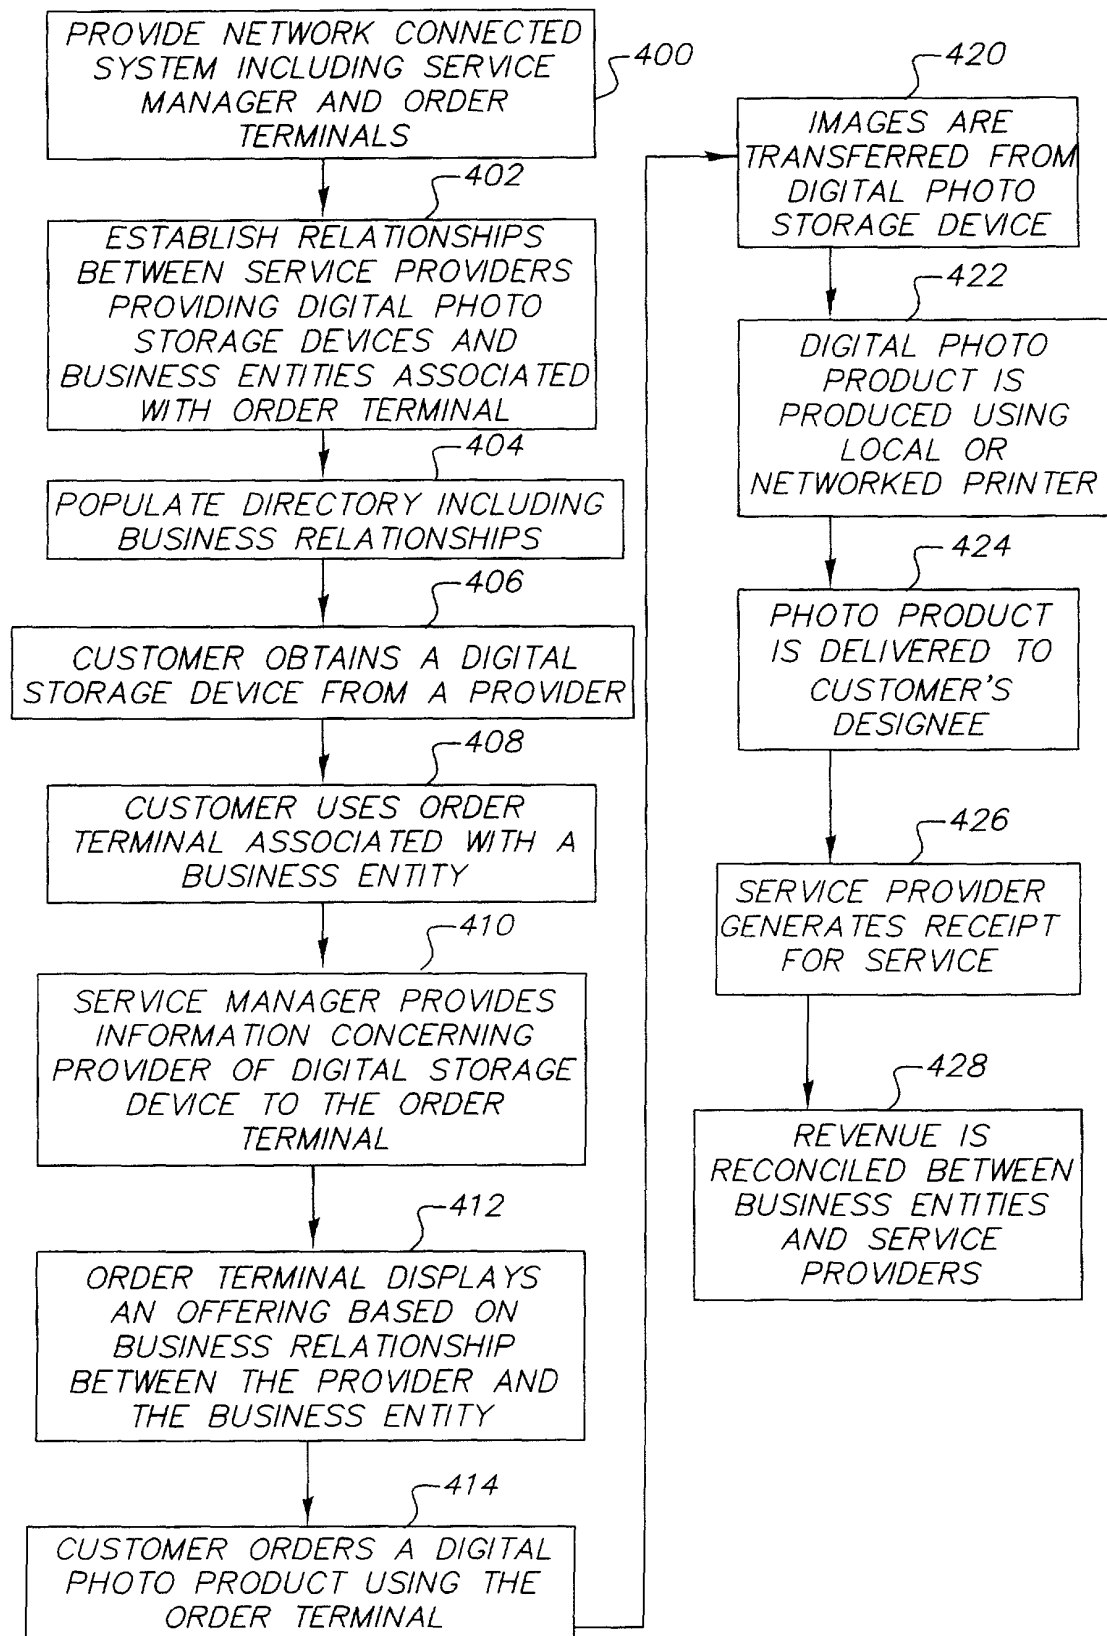 PROVIDE NETWORK CONNECTED
SYSTEM INCLUDING SERVICE
MANAGER AND ORDER
TERMINALS
400
402
ESTABLISH RELATIONSHIPS
BETWEEN SERVICE PROVIDERS
PROVIDING DIGITAL PHOTO
STORAGE DEVICES AND
BUSINESS ENTITIES ASSOCIATED
WITH ORDER TERMINAL
404
POPULATE DIRECTORY INCLUDING
BUSINESS RELATIONSHIPS
406
CUSTOMER OBTAINS A DIGITAL
STORAGE DEVICE FROM A PROVIDER
408
CUSTOMER USES ORDER
TERMINAL ASSOCIATED WITH A
BUSINESS ENTITY
410
SERVICE MANAGER PROVIDES
INFORMATION CONCERNING
PROVIDER OF DIGITAL STORAGE
DEVICE TO THE ORDER
TERMINAL
412
ORDER TERMINAL DISPLAYS
AN OFFERING BASED ON
BUSINESS RELATIONSHIP
BETWEEN THE PROVIDER AND
THE BUSINESS ENTITY
414
CUSTOMER ORDERS A DIGITAL
PHOTO PRODUCT USING THE
ORDER TERMINAL
420
IMAGES ARE
TRANSFERRED FROM
DIGITAL PHOTO
STORAGE DEVICE
422
DIGITAL PHOTO
PRODUCT IS
PRODUCED USING
LOCAL OR
NETWORKED PRINTER
424
PHOTO PRODUCT
IS DELIVERED TO
CUSTOMER'S
DESIGNEE
426
SERVICE PROVIDER
GENERATES RECEIPT
FOR SERVICE
428
REVENUE IS
RECONCILED BETWEEN
BUSINESS ENTITIES
AND SERVICE
PROVIDERS